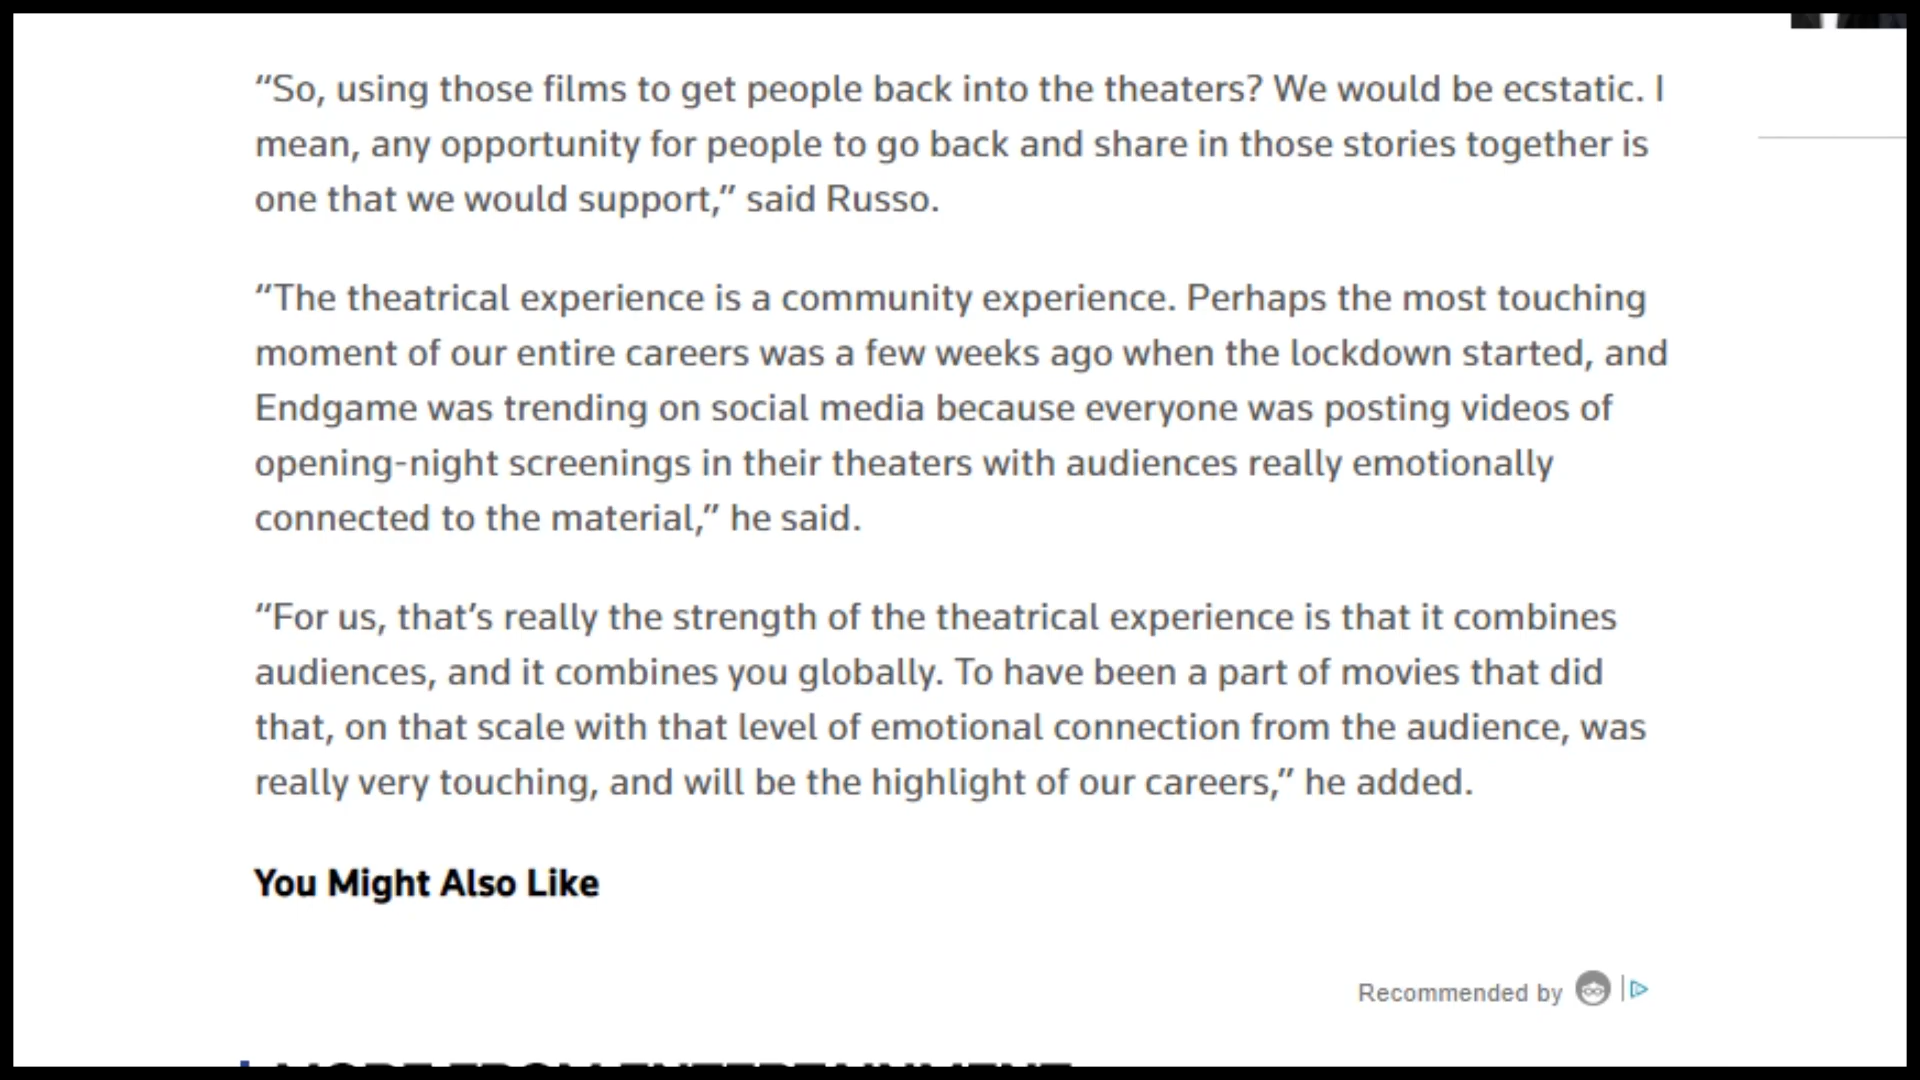 “So, using those films to get people back into the theaters? We would be ecstatic. I
mean, any opportunity for people to go back and share in those stories together is
one that we would support,” said Russo.
“The theatrical experience is a community experience. Perhaps the most touching
moment of our entire careers was a few weeks ago when the lockdown started, and
Endgame was trending on social media because everyone was posting videos of
opening-night screenings in their theaters with audiences really emotionally
connected to the material,” he said.
“For us, that’s really the strength of the theatrical experience is that it combines
audiences, and it combines you globally. To have been a part of movies that did
that, on that scale with that level of emotional connection from the audience, was
really very touching, and will be the highlight of our careers,” he added.
You Might Also Like
Recommended by
MORE FROM ENTERTAINMENT